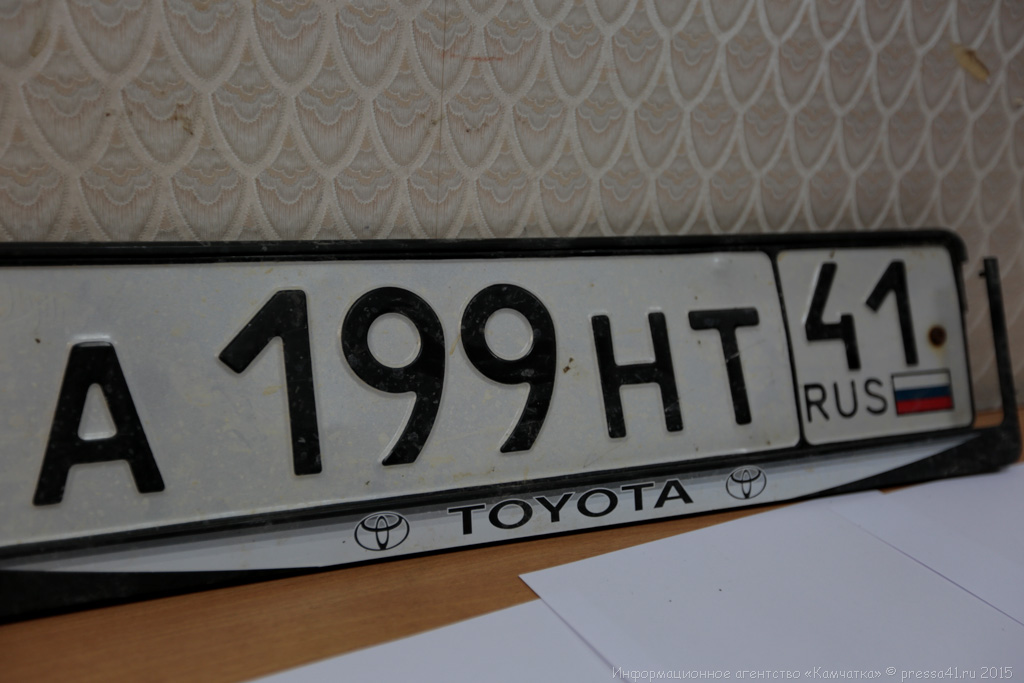 А 199 НТ 41
RUS
TOYOTA
Информационное агентство «Камчатка» © pressa41.ru 2015